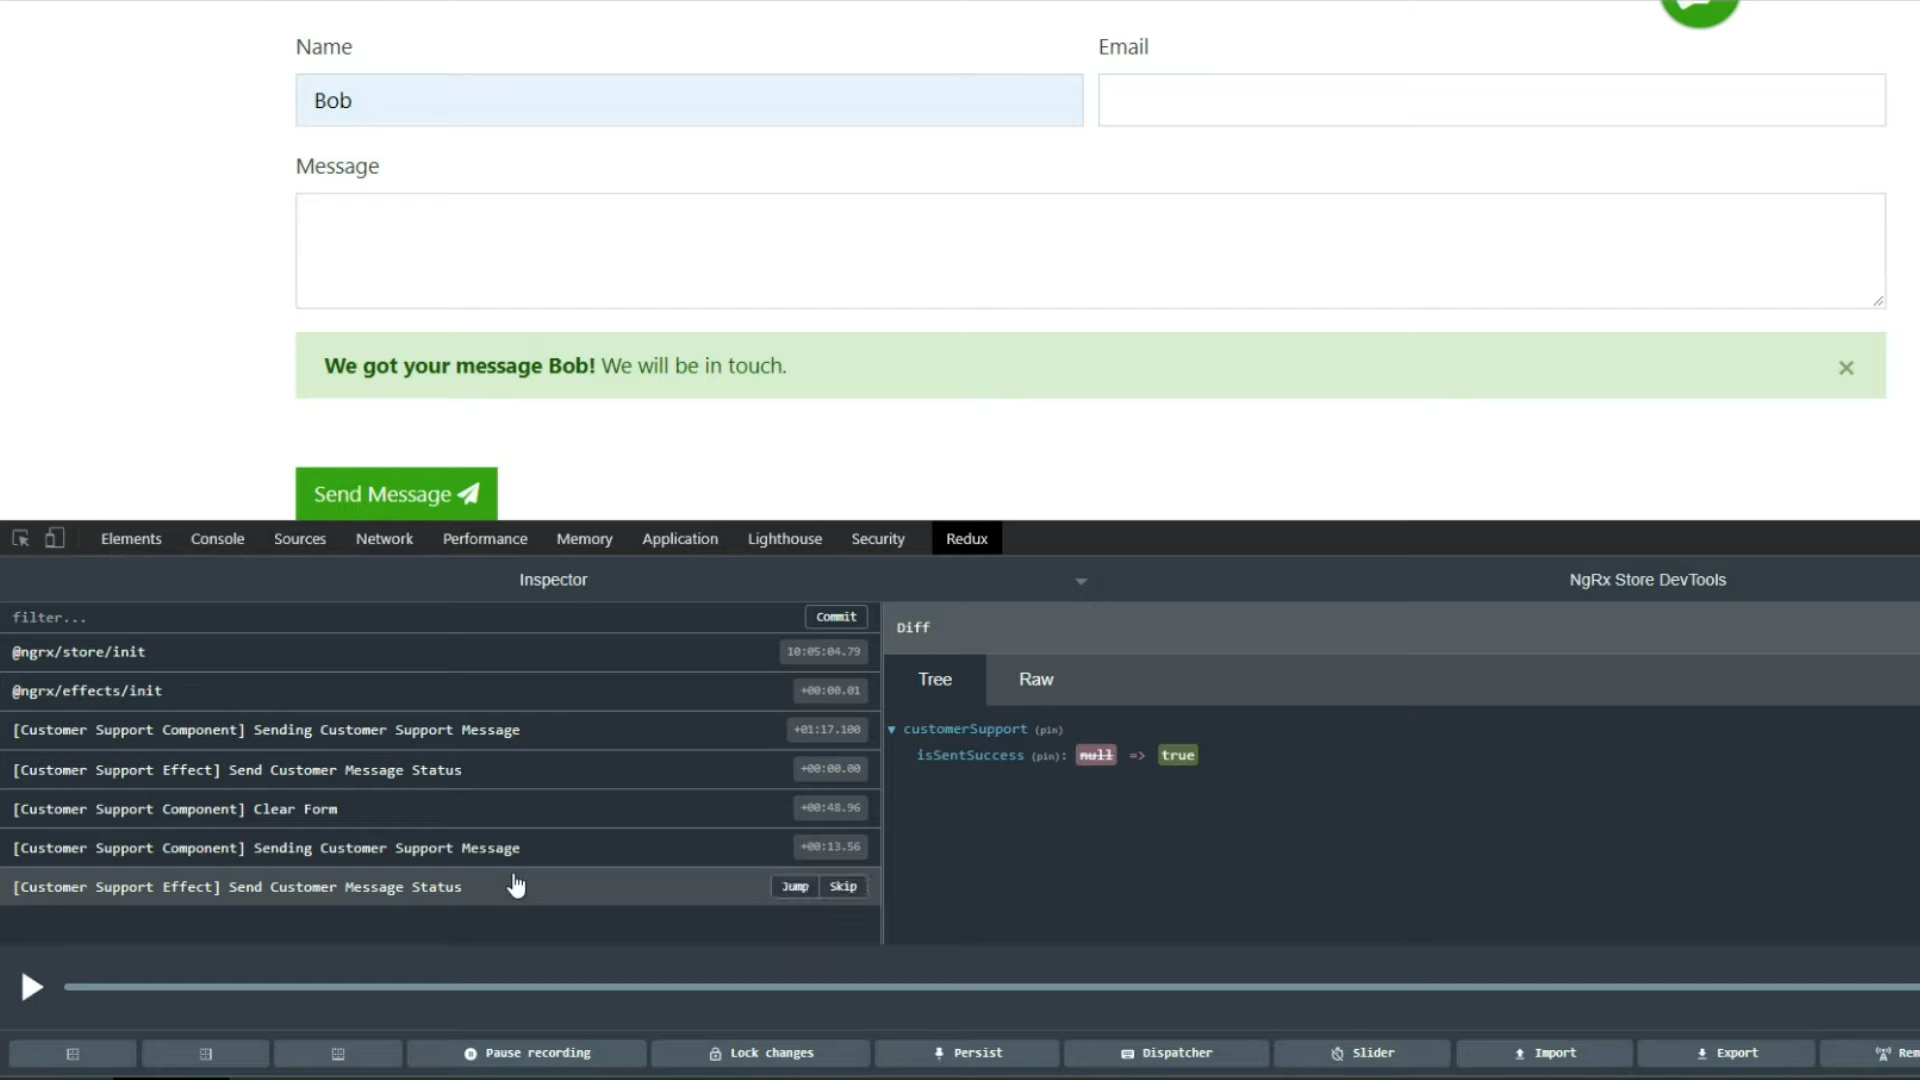 Name Email
Bob
Message
We got your message Bob! We will be in touch. ×
Send Message
Elements Console Sources Network Performance Memory Application Lighthouse Security Redux
Inspector NgRx Store DevTools
filter... Commit
@ngrx/store/init 10:05:04.79
@ngrx/effects/init +00:00.01
[Customer Support Component] Sending Customer Support Message +01:17.100
[Customer Support Effect] Send Customer Message Status +00:00.00
[Customer Support Component] Clear Form +00:48.96
[Customer Support Component] Sending Customer Support Message +00:13.56
[Customer Support Effect] Send Customer Message Status Jump Skip
Diff
Tree Raw
customerSupport (pin)
isSentSuccess (pin): null => true
Pause recording Lock changes Persist Dispatcher Slider Import Export Rem